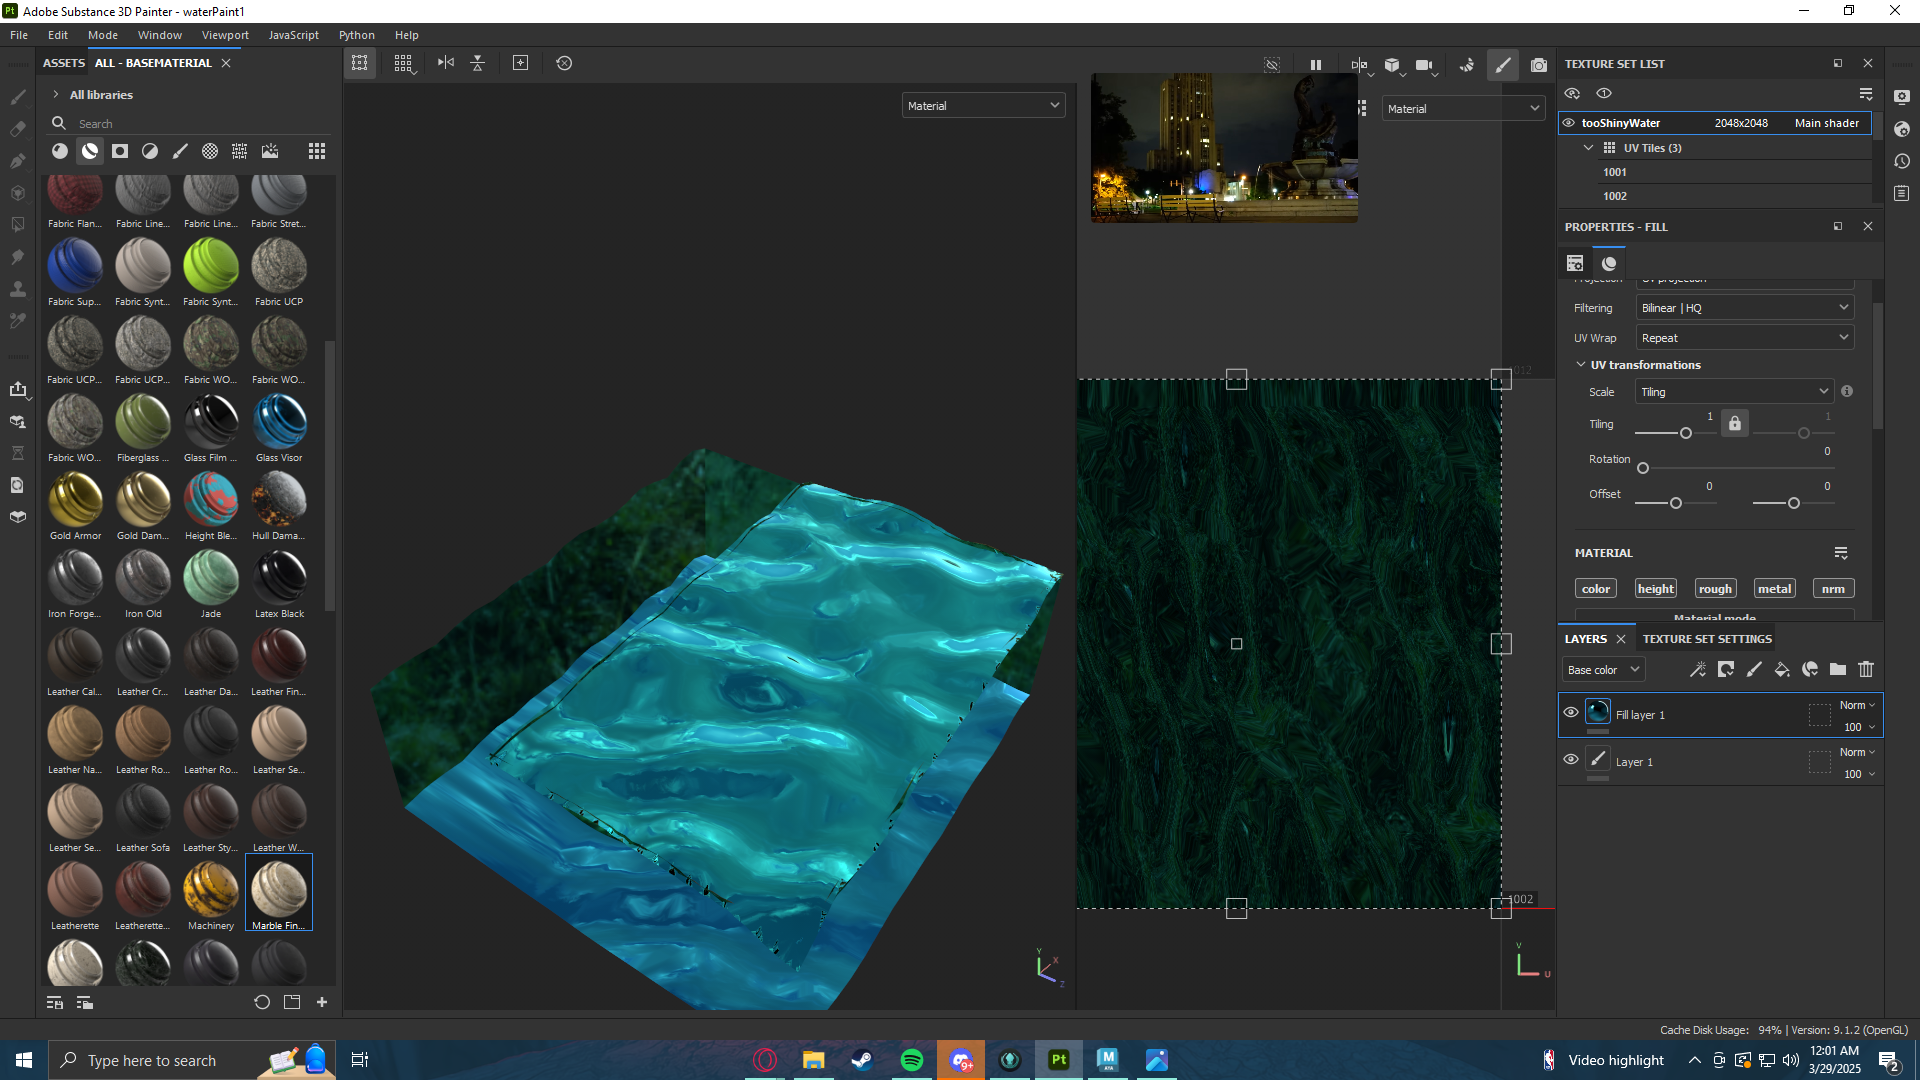 Adobe Substance 3D Painter - waterPaint1
File Edit Mode Window Viewport JavaScript Python Help
ASSETS ALL - BASEMATERIAL
All libraries
Search
Fabric Flan... Fabric Line... Fabric Line... Fabric Stret...
Fabric Sup... Fabric Synt... Fabric Synt... Fabric UCP
Fabric UCP... Fabric UCP... Fabric WO... Fabric WO...
Fabric WO... Fiberglass ... Glass Film ... Glass Visor
Gold Armor Gold Dam... Height Ble... Hull Dama...
Iron Forge... Iron Old Jade Latex Black
Leather Cal... Leather Cr... Leather Da... Leather Fin...
Leather Na... Leather Ro... Leather Ro... Leather Se...
Leather Se... Leather Sofa Leather Sty... Leather W...
Leatherette Leatherette... Machinery Marble Fin...
Material
Material
1012
1002
Y X Z
V U
TEXTURE SET LIST
tooShinyWater 2048x2048 Main shader
UV Tiles (3)
1001
1002
PROPERTIES - FILL
Filtering Bilinear | HQ
UV Wrap Repeat
UV transformations
Scale Tiling
Tiling 1 1
Rotation 0
Offset 0 0
MATERIAL
color height rough metal nrm
Material mode
LAYERS TEXTURE SET SETTINGS
Base color
Fill layer 1 Norm 100
Layer 1 Norm 100
Cache Disk Usage: 94% | Version: 9.1.2 (OpenGL)
Type here to search
9+
Pt
M
Video highlight
12:01 AM
3/29/2025
2